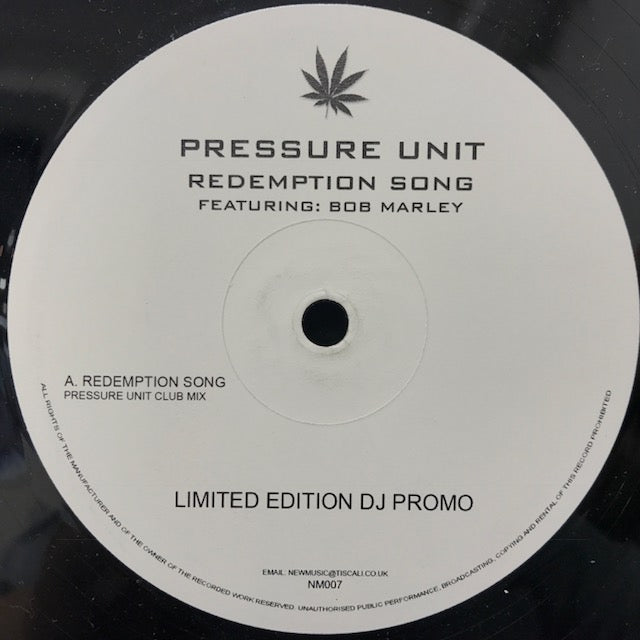 PRESSURE UNIT
REDEMPTION SONG
FEATURING: BOB MARLEY
A. REDEMPTION SONG
PRESSURE UNIT CLUB MIX
LIMITED EDITION DJ PROMO
EMAIL: NEWMUSIC@TISCALI.CO.UK
NM007
ALL RIGHTS OF THE MANUFACTURER AND OF THE OWNER OF THE RECORDED WORK RESERVED. UNAUTHORISED PUBLIC PERFORMANCE, BROADCASTING, COPYING AND RENTAL OF THIS RECORD PROHIBITED